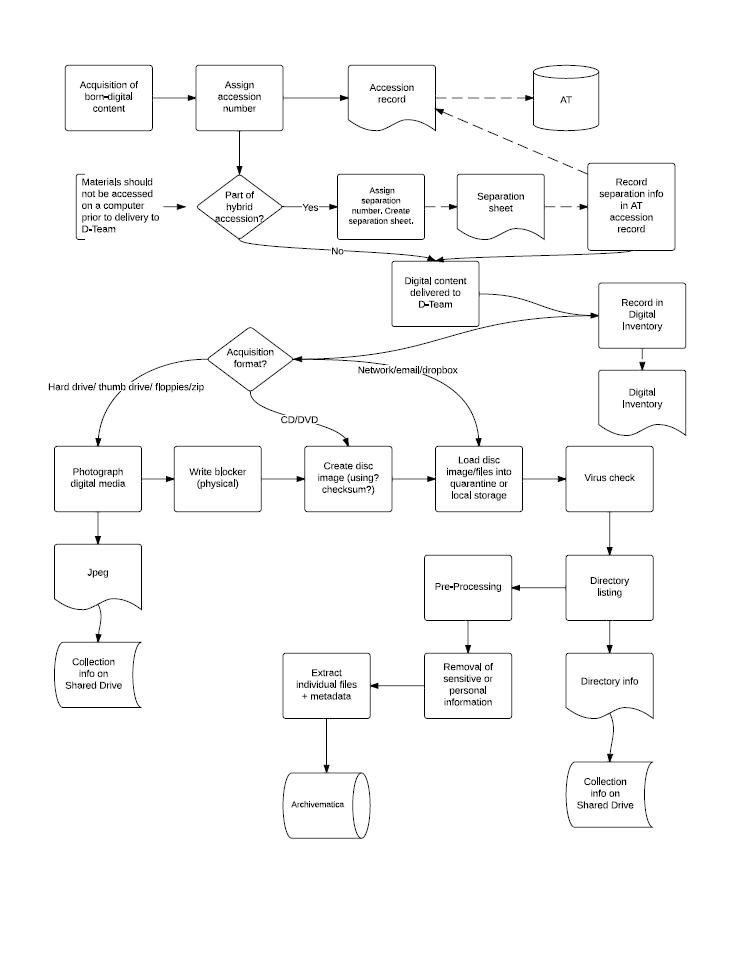 Acquisition of
born-digital
content
Assign
accession
number
Accession
record
AT
Materials should
not be accessed
on a computer
prior to delivery to
D-Team
Part of
hybrid
accession?
Yes
Assign
separation
number. Create
separation sheet.
Separation
sheet
Record
separation info
in AT
accession
record
No
Digital content
delivered to
D-Team
Record in
Digital
Inventory
Acquisition
format?
Network/email/dropbox
Digital
Inventory
Hard drive/ thumb drive/ floppies/zip
CD/DVD
Photograph
digital media
Write blocker
(physical)
Create disc
image (using?
checksum?)
Load disc
image/files into
quarantine or
local storage
Virus check
Jpeg
Pre-Processing
Directory
listing
Collection
info on
Shared Drive
Extract
individual files
+ metadata
Removal of
sensitive or
personal
information
Directory info
Archivematica
Collection
info on
Shared Drive